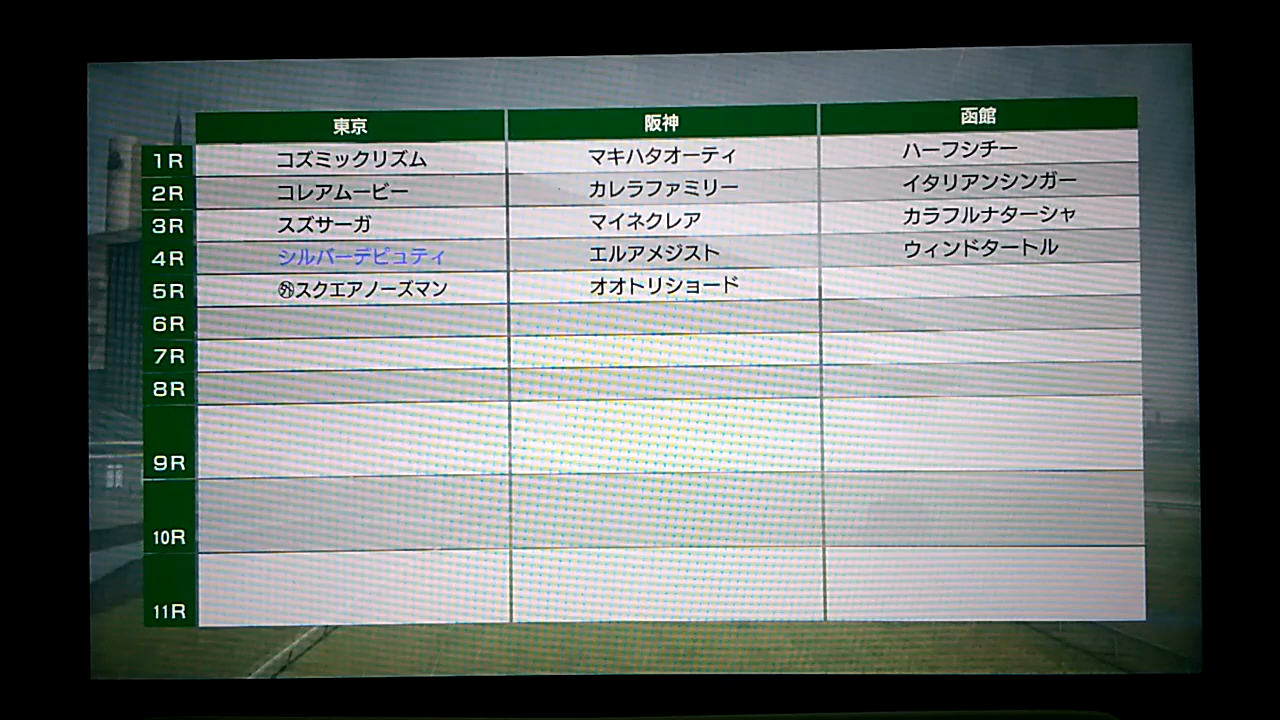 東京 阪神 函館
1R コズミックリズム マキハタオーティ ハーフシチー
2R コレアムービー カレラファミリー イタリアンシンガー
3R スズサーガ マイネクレア カラフルナターシャ
4R シルバーデピュティ エルアメジスト ウィンドタートル
5R ㊕スクエアノーズマン オオトリショード
6R
7R
8R
9R
10R
11R